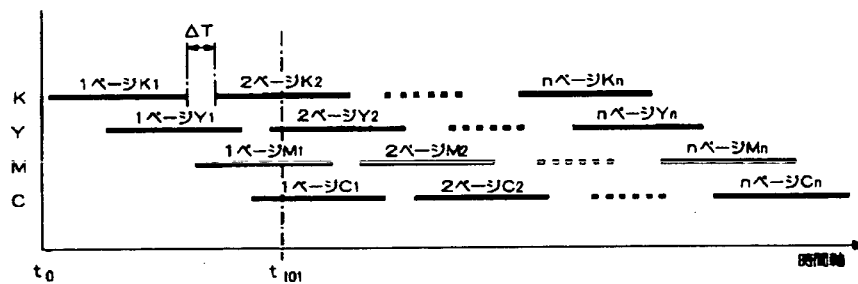 ΔT
K 1ページK1 2ページK2 nページKn
Y 1ページY1 2ページY2 nページYn
M 1ページM1 2ページM2 nページMn
C 1ページC1 2ページC2 nページCn
t0 t101 時間軸